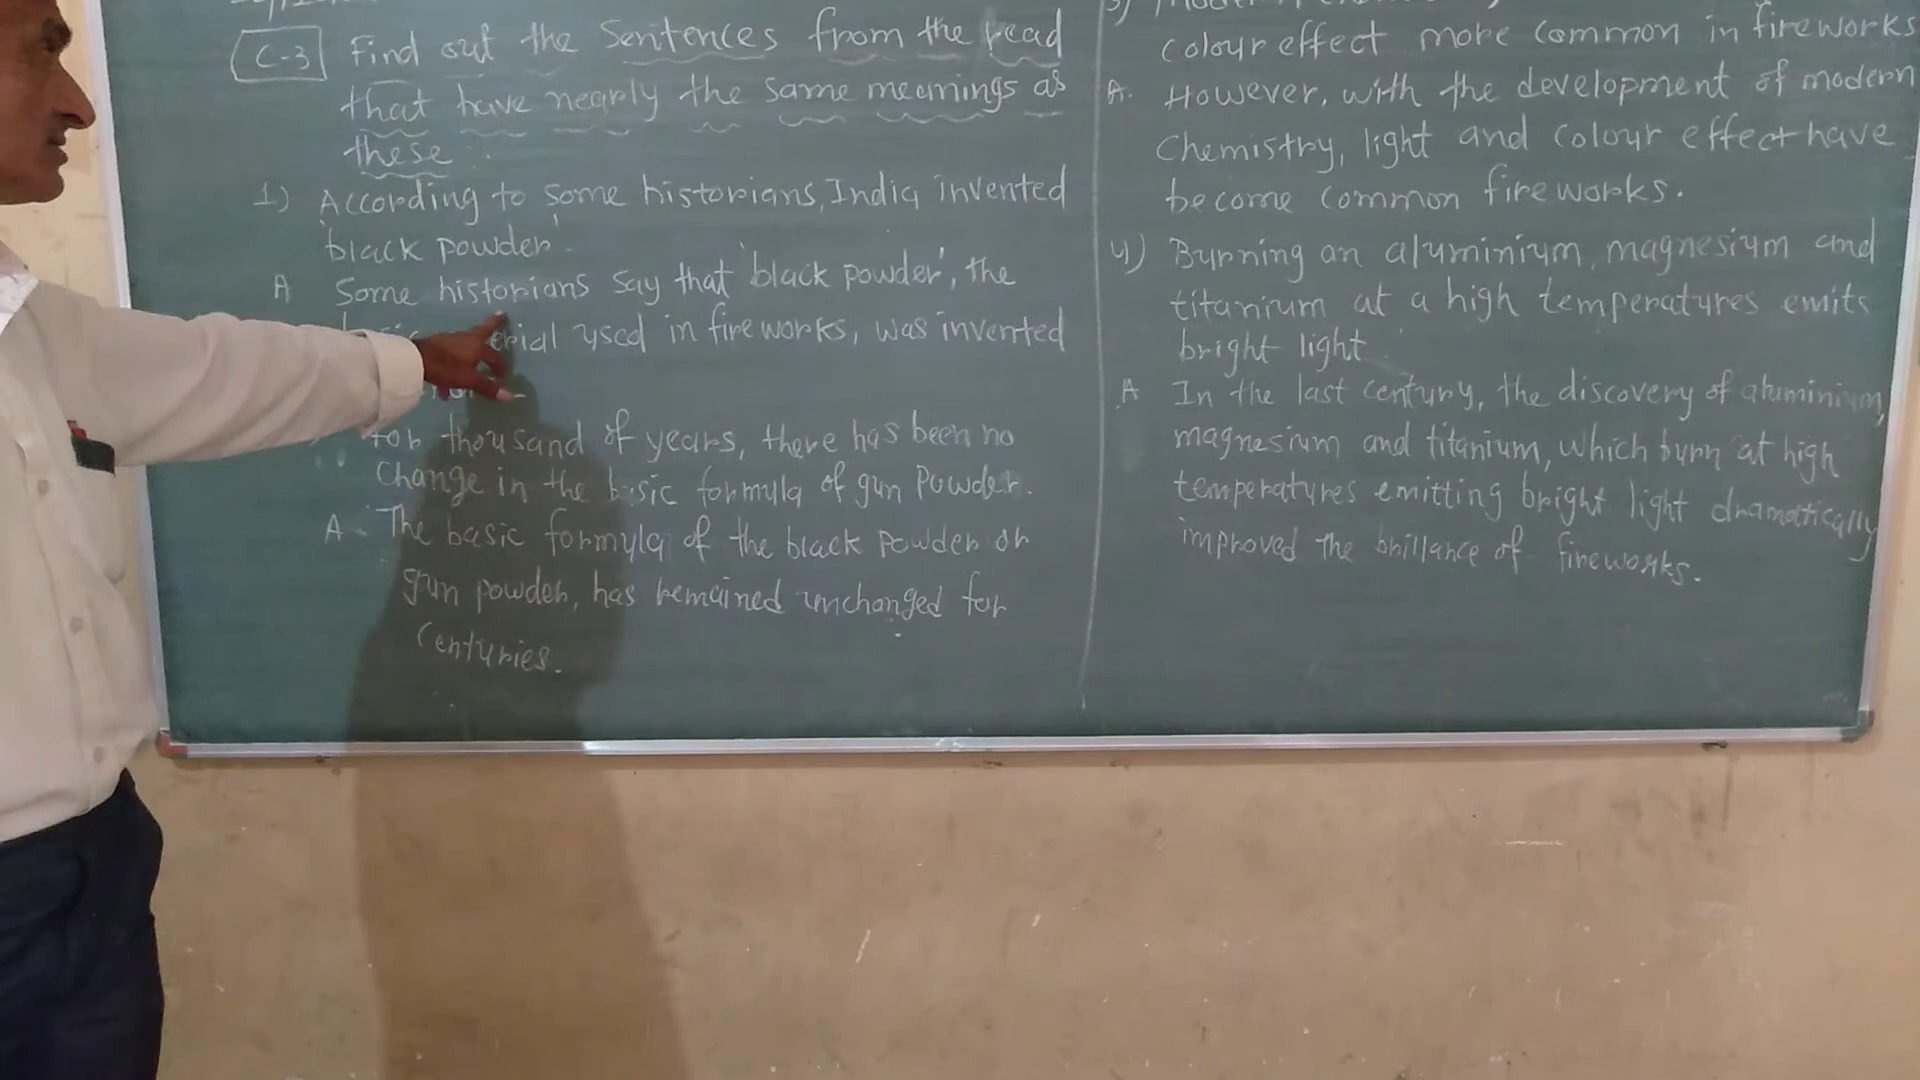 C-3 Find out the Sentences from the read
that have nearly the same meanings as
these :
1) According to some historians, India invented
'black powder'.
A Some historians say that 'black powder', the
erial used in fireworks, was invented
for thousand of years, there has been no
change in the basic formula of gun Powder.
A. The basic formula of the black powder or
gun powder, has remained unchanged for
Centuries.
3)
colour effect more common in fireworks
A. However, with the development of modern
Chemistry, light and colour effect have
become common fireworks.
4) Burning an aluminium, magnesium and
titanium at a high temperatures emits
bright light.
A In the last century, the discovery of aluminium,
magnesium and titanium, which burn at high
temperatures emitting bright light dramatically
improved the brillance of fireworks.